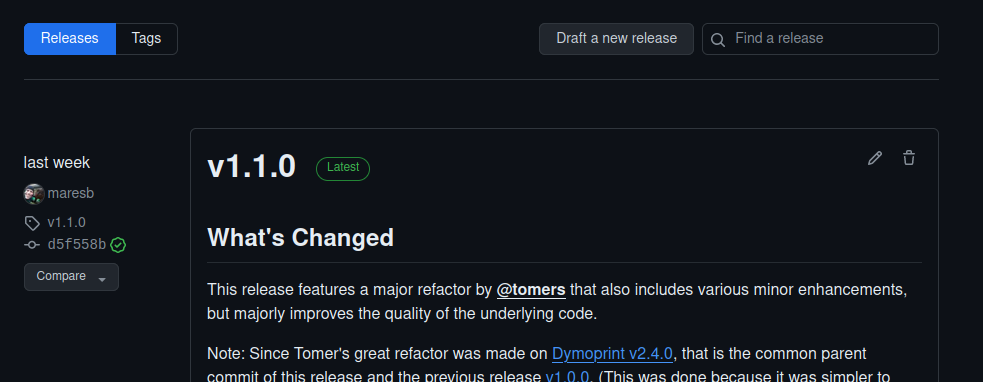 Releases Tags Draft a new release Find a release
last week
maresb
v1.1.0
d5f558b
Compare
v1.1.0 Latest
What's Changed
This release features a major refactor by @tomers that also includes various minor enhancements,
but majorly improves the quality of the underlying code.
Note: Since Tomer's great refactor was made on Dymoprint v2.4.0, that is the common parent
commit of this release and the previous release v1.0.0. (This was done because it was simpler to